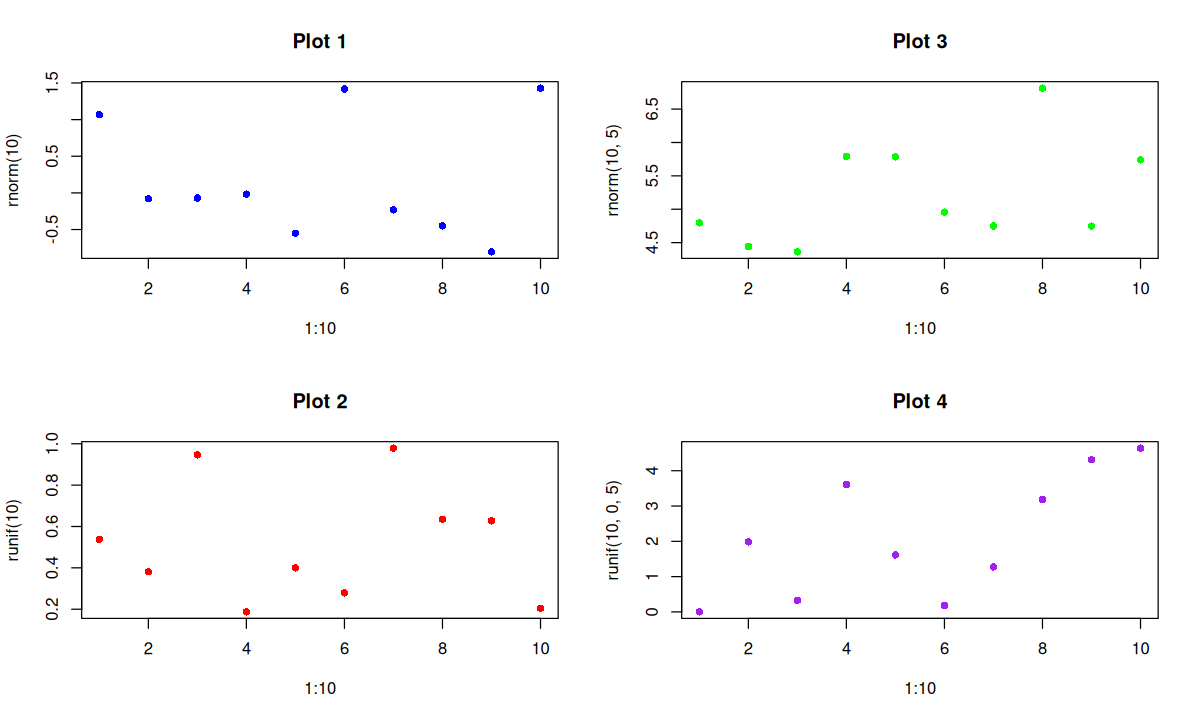 Plot 1
rnorm(10)
1.5
0.5
-0.5
2 4 6 8 10
1:10
Plot 3
rnorm(10, 5)
6.5
5.5
4.5
2 4 6 8 10
1:10
Plot 2
runif(10)
1.0
0.8
0.6
0.4
0.2
2 4 6 8 10
1:10
Plot 4
runif(10, 0, 5)
4
3
2
1
0
2 4 6 8 10
1:10